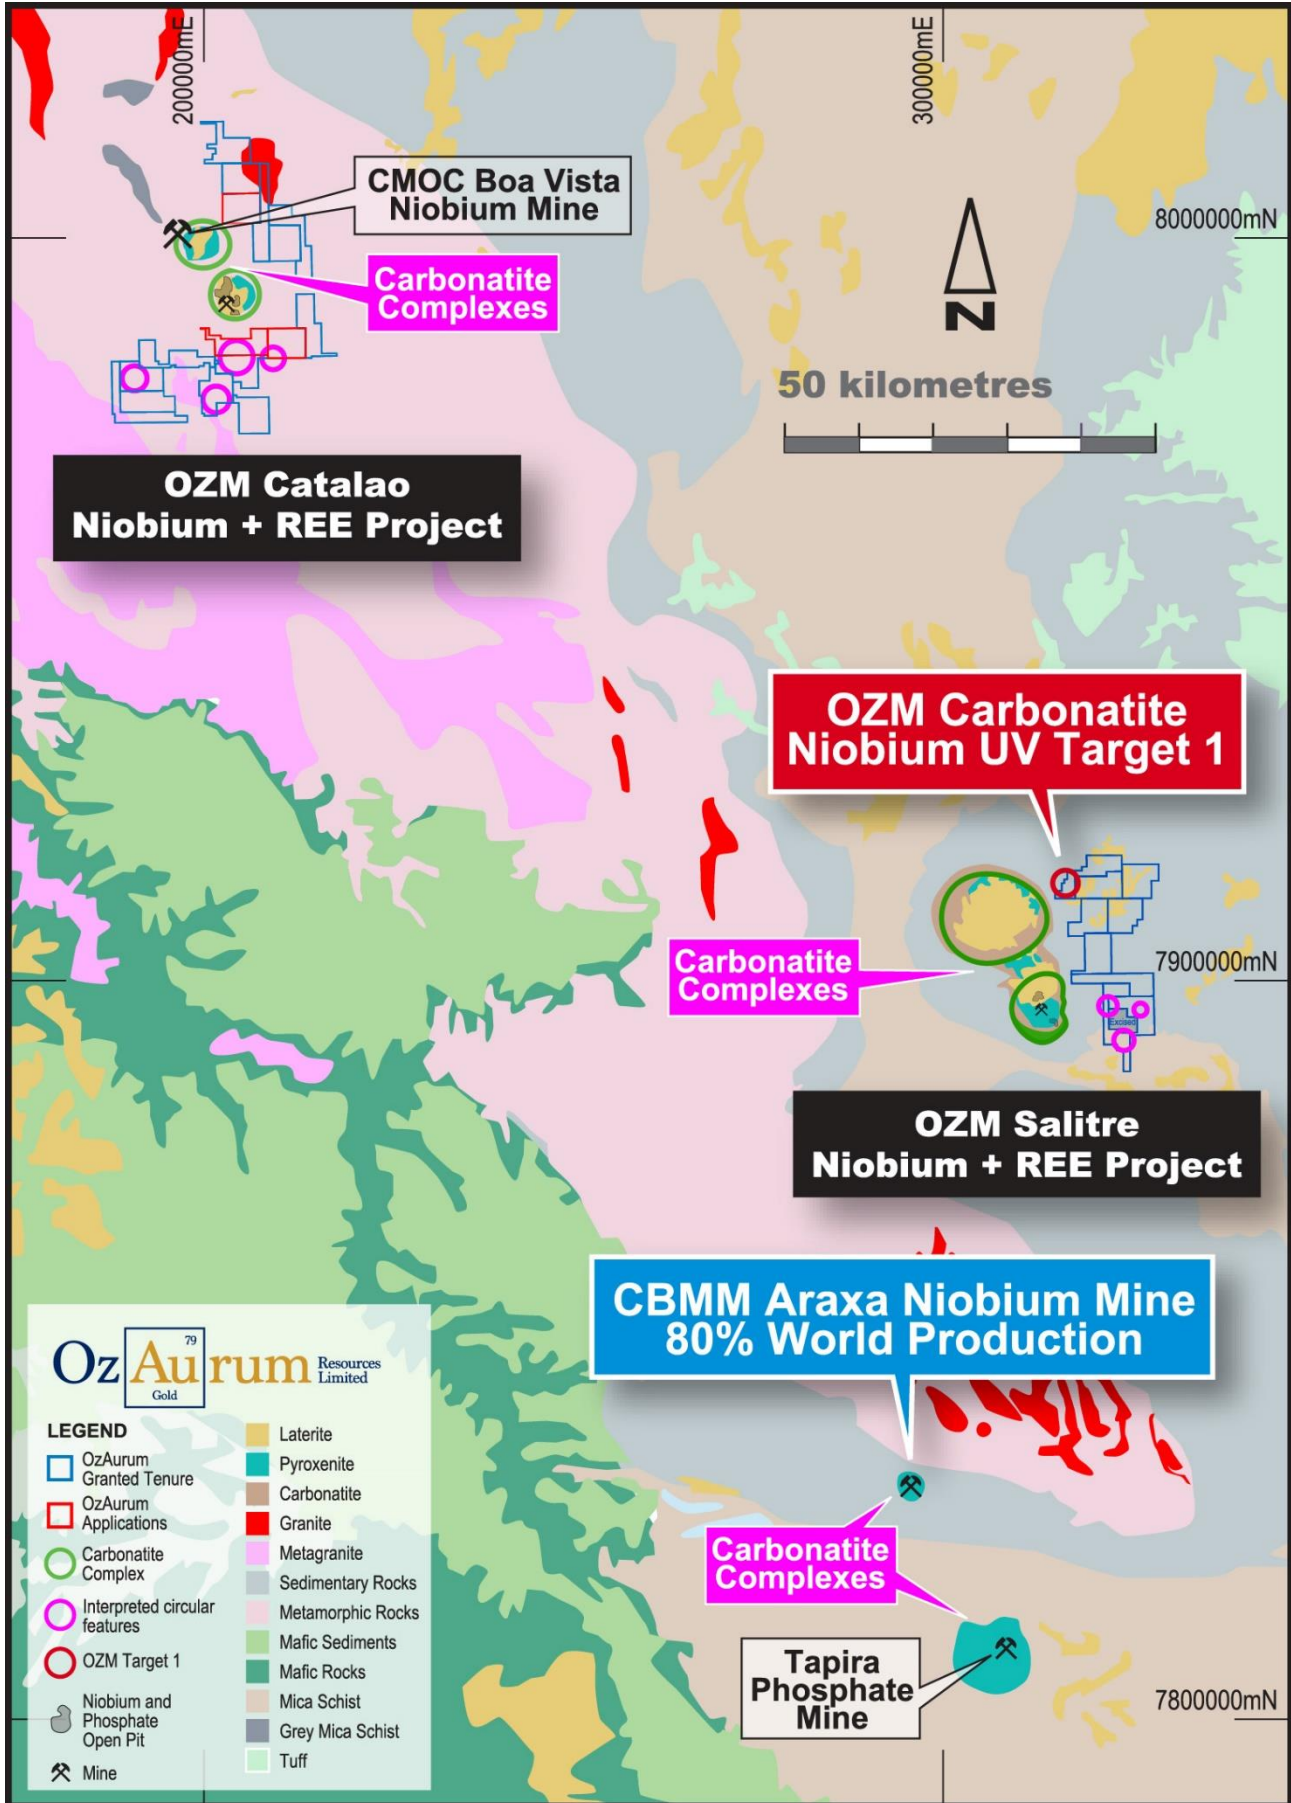 200000mE
300000mE
CMOC Boa Vista
Niobium Mine
8000000mN
Carbonatite
Complexes
N
50 kilometres
OZM Catalao
Niobium + REE Project
OZM Carbonatite
Niobium UV Target 1
Carbonatite
Complexes
7900000mN
Excised
OZM Salitre
Niobium + REE Project
CBMM Araxa Niobium Mine
80% World Production
Carbonatite
Complexes
Tapira
Phosphate
Mine
7800000mN
79
Oz Au rum Resources
Limited
Gold
LEGEND
OzAurum
Granted Tenure
OzAurum
Applications
Carbonatite
Complex
Interpreted circular
features
OZM Target 1
Niobium and
Phosphate
Open Pit
Mine
Laterite
Pyroxenite
Carbonatite
Granite
Metagranite
Sedimentary Rocks
Metamorphic Rocks
Mafic Sediments
Mafic Rocks
Mica Schist
Grey Mica Schist
Tuff